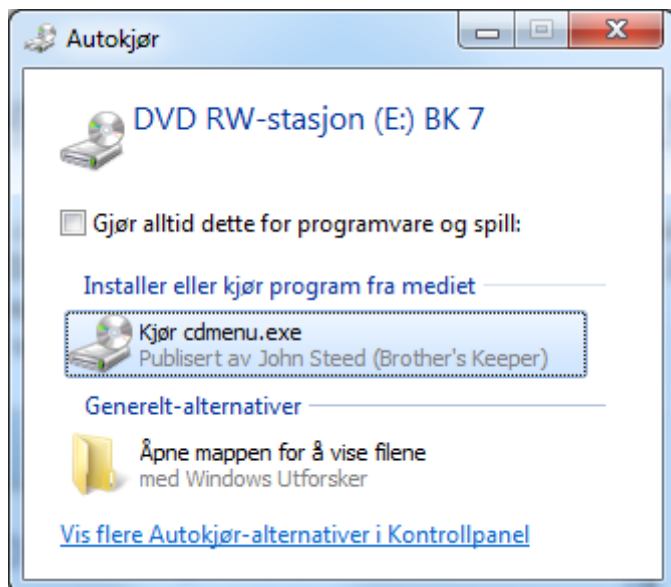 Autokjør
DVD RW-stasjon (E:) BK 7
Gjør alltid dette for programvare og spill:
Installer eller kjør program fra mediet
Kjør cdmenu.exe
Publisert av John Steed (Brother's Keeper)
Generelt-alternativer
Åpne mappen for å vise filene
med Windows Utforsker
Vis flere Autokjør-alternativer i Kontrollpanel